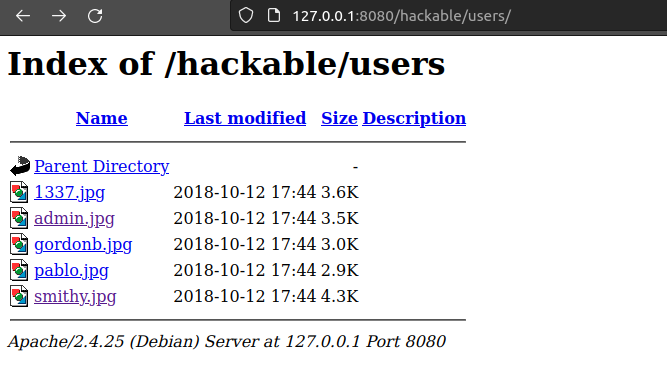 127.0.0.1:8080/hackable/users/
Index of /hackable/users
Name Last modified Size Description
Parent Directory -
1337.jpg 2018-10-12 17:44 3.6K
admin.jpg 2018-10-12 17:44 3.5K
gordonb.jpg 2018-10-12 17:44 3.0K
pablo.jpg 2018-10-12 17:44 2.9K
smithy.jpg 2018-10-12 17:44 4.3K
Apache/2.4.25 (Debian) Server at 127.0.0.1 Port 8080